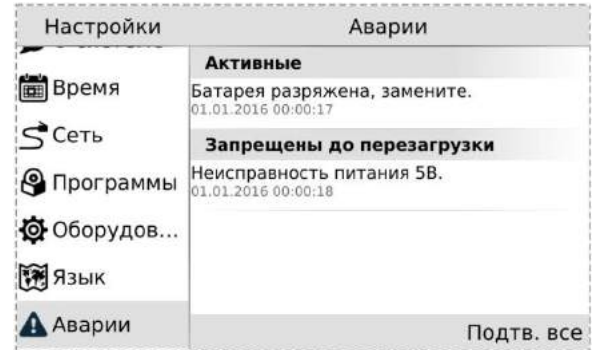 Настройки
Аварии
Время
Сеть
Программы
Оборудов...
Язык
Аварии
Активные
Батарея разряжена, замените.
01.01.2016 00:00:17
Запрещены до перезагрузки
Неисправность питания 5В.
01.01.2016 00:00:18
Подтв. все